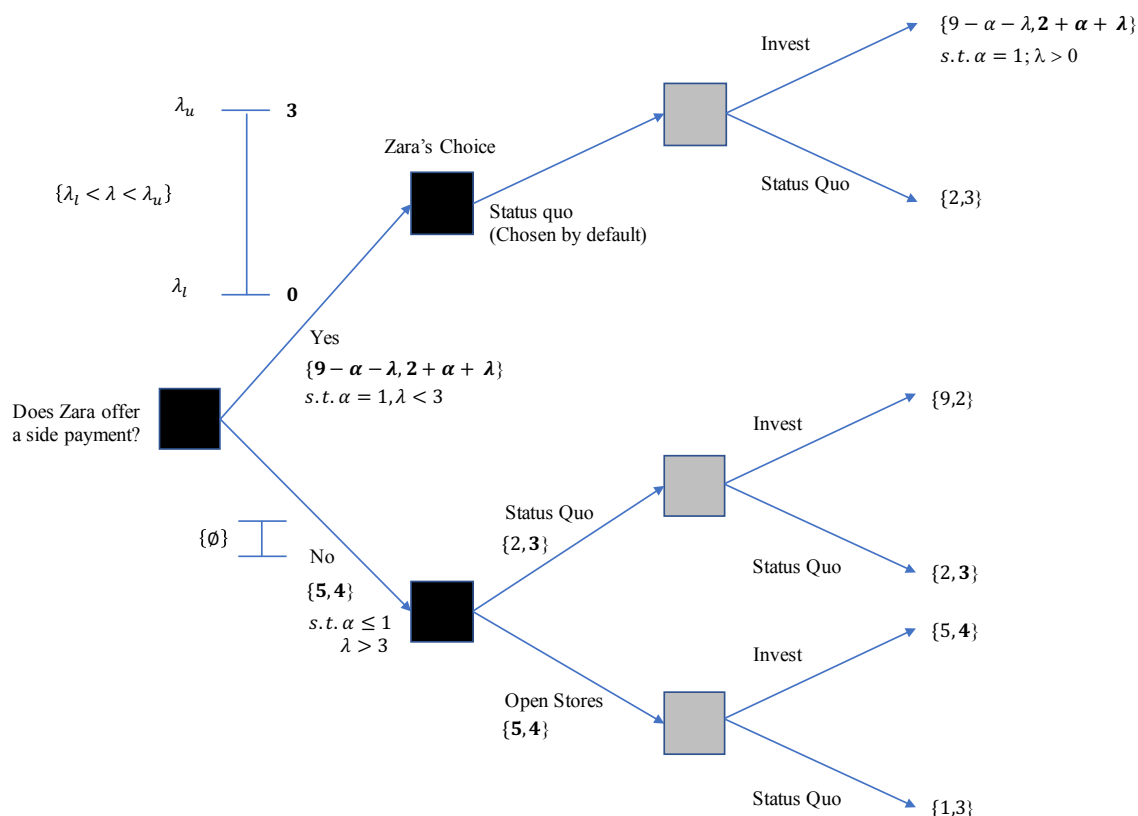 {9 − α − λ, 2 + α + λ}
s.t. α = 1; λ > 0
Invest
Status Quo
{2,3}
λᵤ
3
{λₗ < λ < λᵤ}
λₗ
0
Zara's Choice
Status quo
(Chosen by default)
Yes
{9 − α − λ, 2 + α + λ}
s.t. α = 1, λ < 3
Does Zara offer
a side payment?
{∅}
No
{5,4}
s.t. α ≤ 1
λ > 3
Status Quo
{2,3}
Invest
{9,2}
Status Quo
{2,3}
Open Stores
{5,4}
Invest
{5,4}
Status Quo
{1,3}